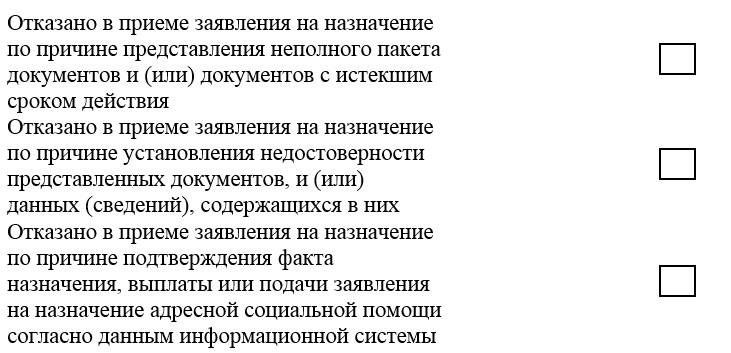 Отказано в приеме заявления на назначение
по причине представления неполного пакета
документов и (или) документов с истекшим
сроком действия
Отказано в приеме заявления на назначение
по причине установления недостоверности
представленных документов, и (или)
данных (сведений), содержащихся в них
Отказано в приеме заявления на назначение
по причине подтверждения факта
назначения, выплаты или подачи заявления
на назначение адресной социальной помощи
согласно данным информационной системы